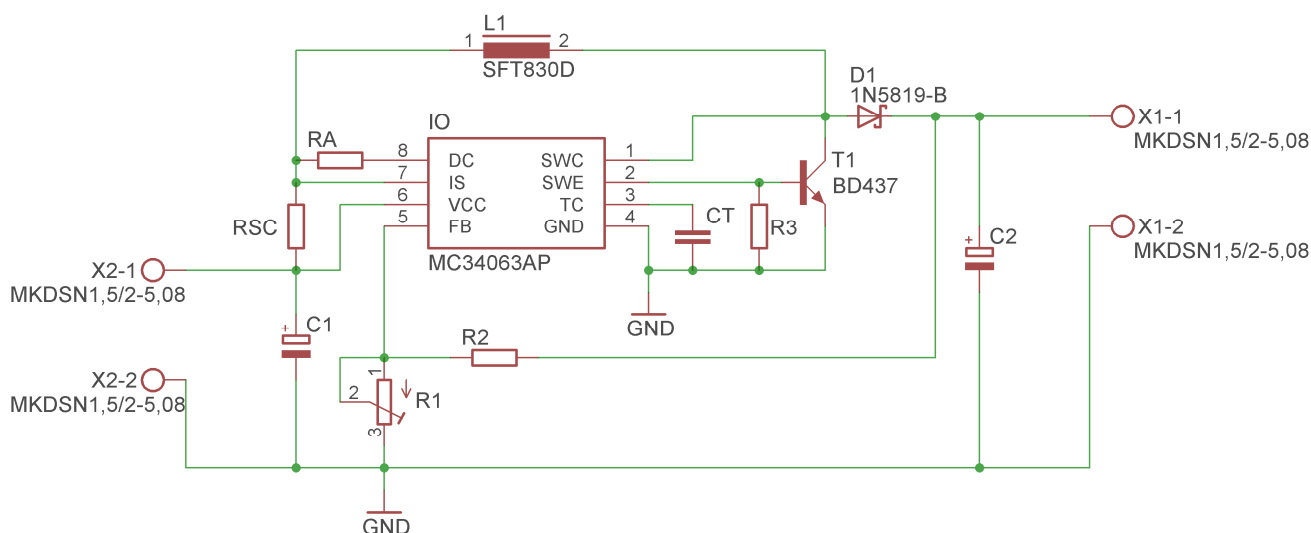 L1
1 2
SFT830D
D1
1N5819-B
X1-1
MKDSN1,5/2-5,08
IO
RA
8 DC SWC 1
7 IS SWE 2
6 VCC TC 3
5 FB GND 4
MC34063AP
T1
BD437
RSC
CT
R3
C2
+
X1-2
MKDSN1,5/2-5,08
X2-1
MKDSN1,5/2-5,08
C1
+
GND
R2
X2-2
MKDSN1,5/2-5,08
1
2
3
R1
GND